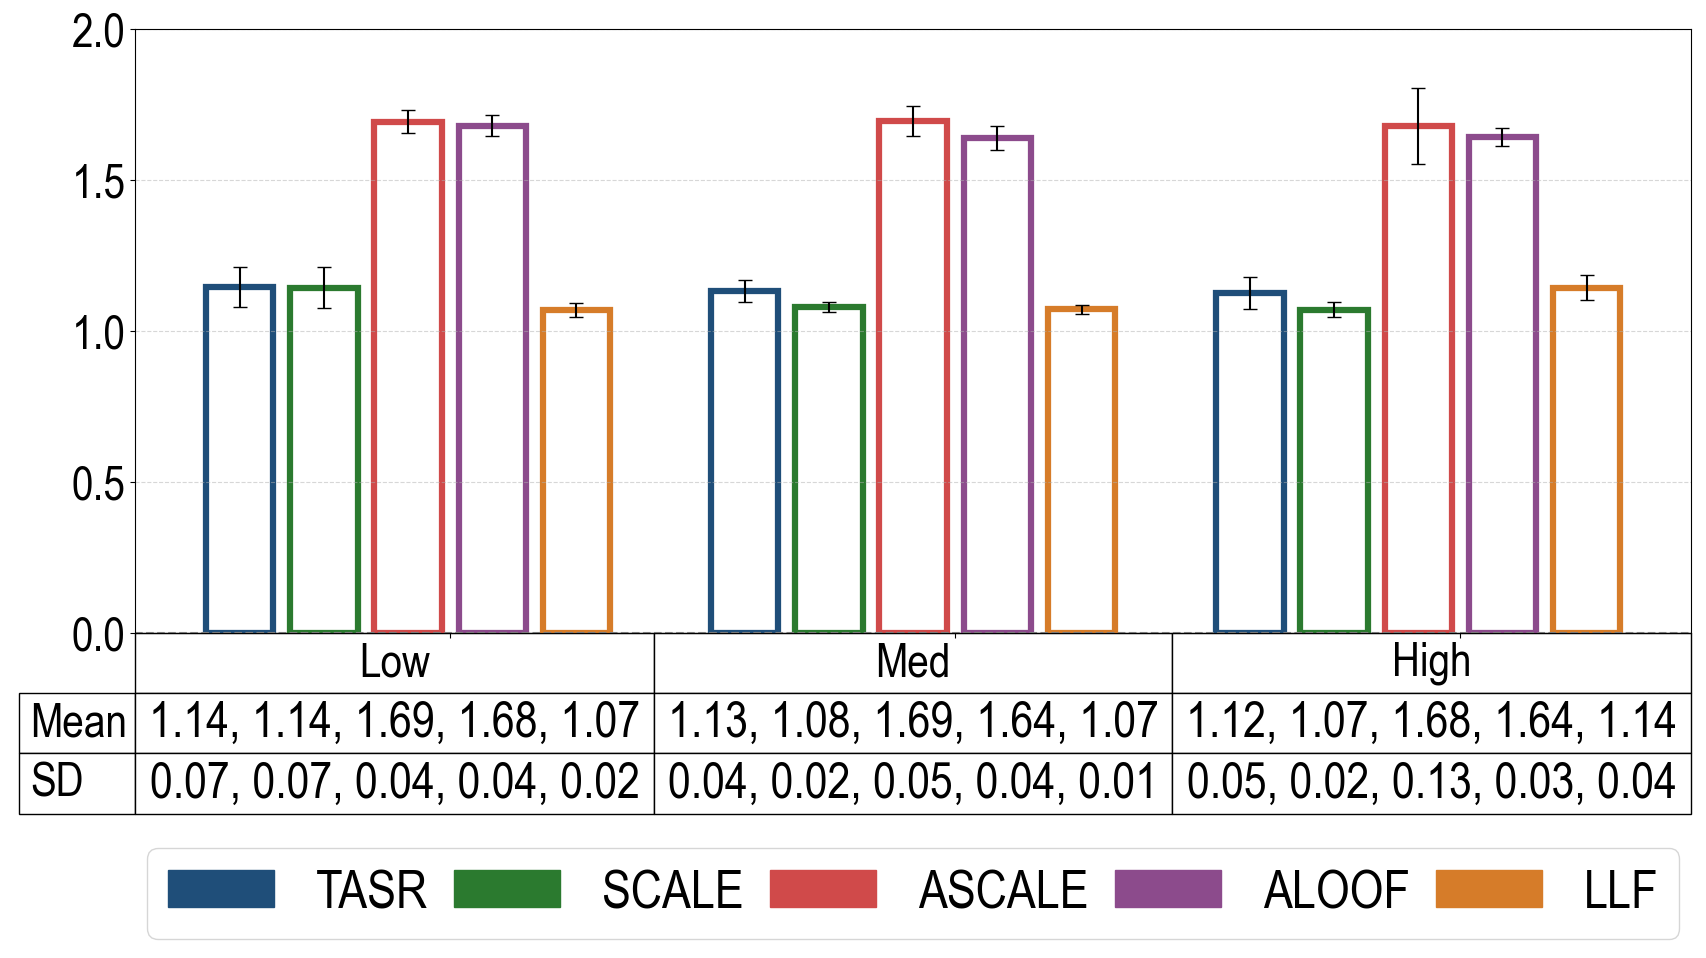 2.0
1.5
1.0
0.5
0.0
Low Med High
Mean 1.14, 1.14, 1.69, 1.68, 1.07 1.13, 1.08, 1.69, 1.64, 1.07 1.12, 1.07, 1.68, 1.64, 1.14
SD 0.07, 0.07, 0.04, 0.04, 0.02 0.04, 0.02, 0.05, 0.04, 0.01 0.05, 0.02, 0.13, 0.03, 0.04
TASR SCALE ASCALE ALOOF LLF